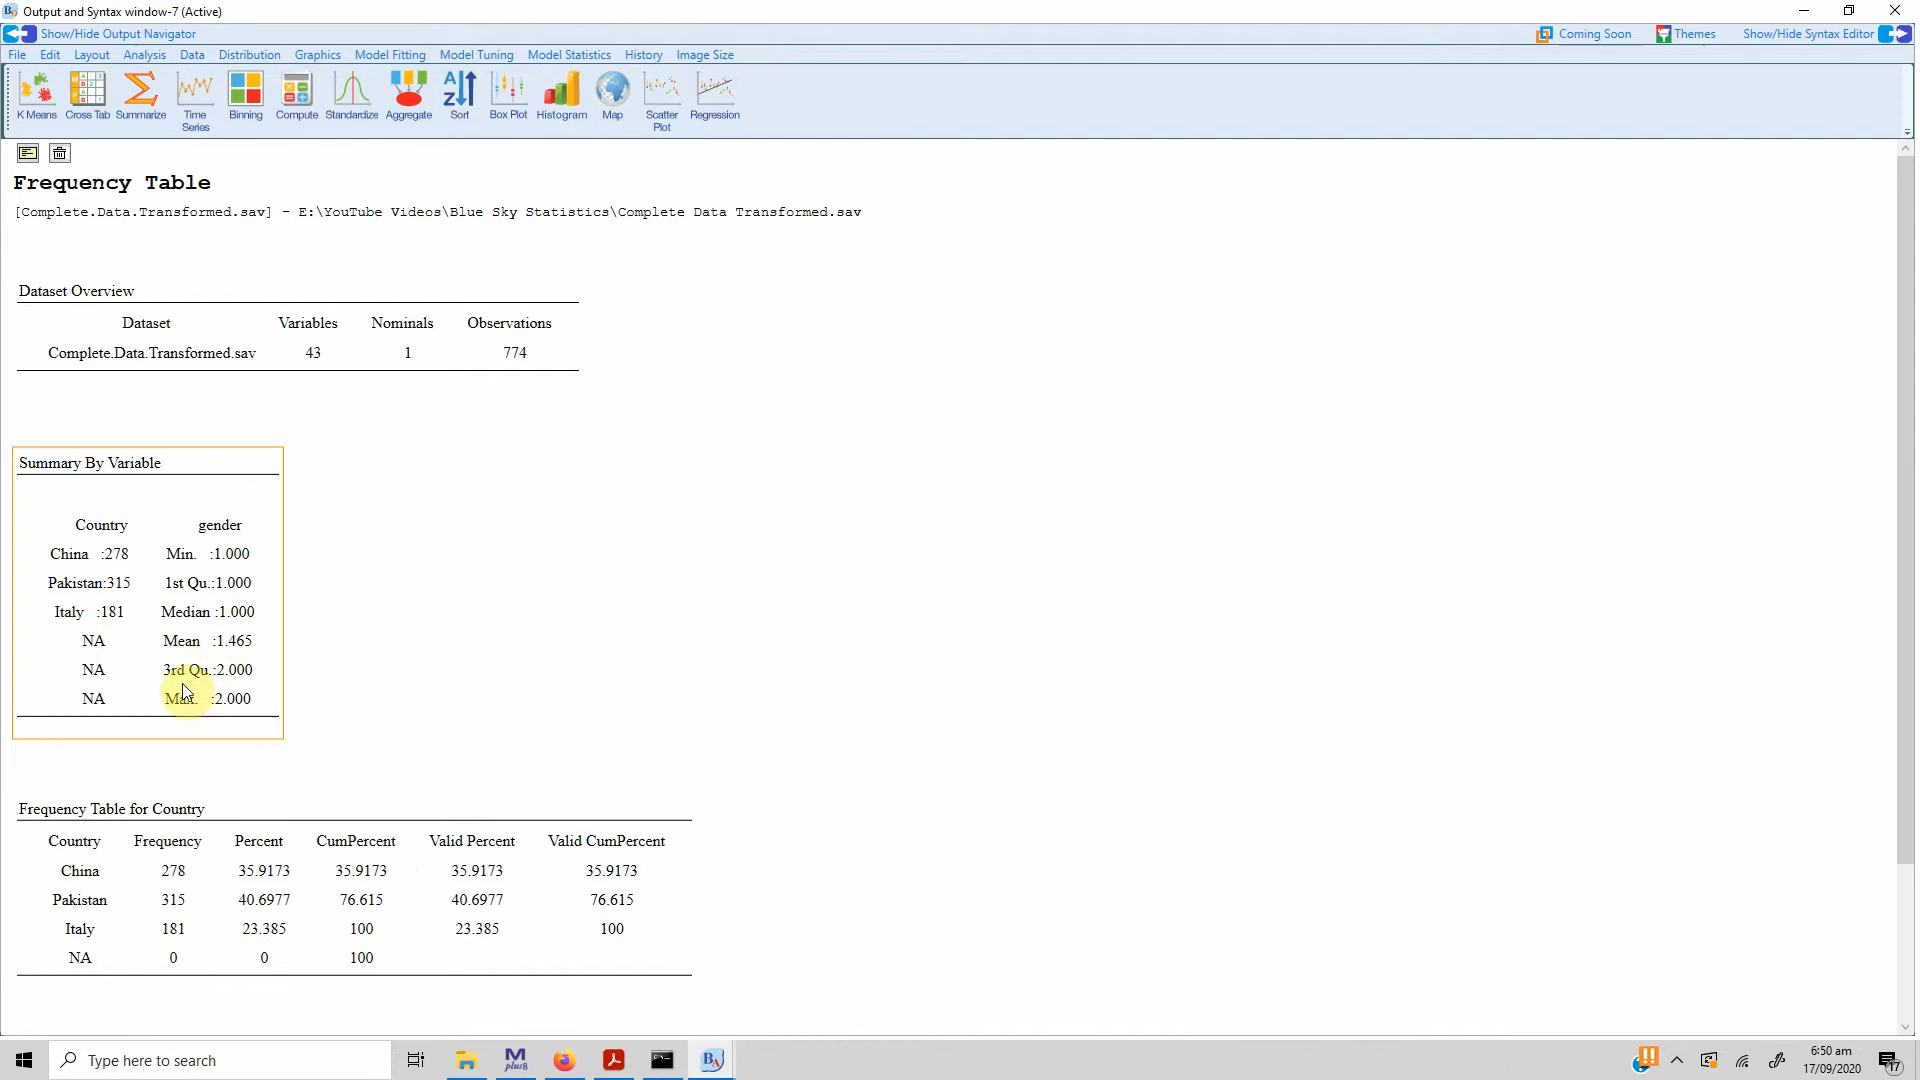 Output and Syntax window-7 (Active)
Show/Hide Output Navigator
Coming Soon
Themes
Show/Hide Syntax Editor
File Edit Layout Analysis Data Distribution Graphics Model Fitting Model Tuning Model Statistics History Image Size
K Means Cross Tab Summarize Time Series Binning Compute Standardize Aggregate Sort Box Plot Histogram Map Scatter Plot Regression
Frequency Table
[Complete.Data.Transformed.sav] - E:\YouTube Videos\Blue Sky Statistics\Complete Data Transformed.sav
Dataset Overview
Dataset Variables Nominals Observations
Complete.Data.Transformed.sav 43 1 774
Summary By Variable
Country gender
China :278 Min. :1.000
Pakistan:315 1st Qu.:1.000
Italy :181 Median :1.000
NA Mean :1.465
NA 3rd Qu.:2.000
NA Max. :2.000
Frequency Table for Country
Country Frequency Percent CumPercent Valid Percent Valid CumPercent
China 278 35.9173 35.9173 35.9173 35.9173
Pakistan 315 40.6977 76.615 40.6977 76.615
Italy 181 23.385 100 23.385 100
NA 0 0 100
Type here to search
6:50 am
17/09/2020
17